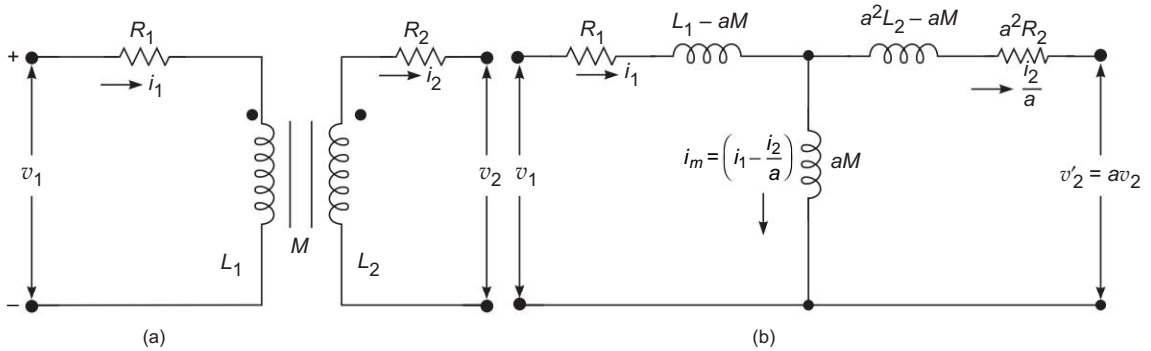 +
R₁
i₁
v₁
–
L₁
M
L₂
R₂
i₂
v₂
(a)
R₁
i₁
L₁ – aM
a²L₂ – aM
a²R₂
i₂/a
v₁
iₘ = (i₁ – i₂/a)
aM
v′₂ = av₂
(b)